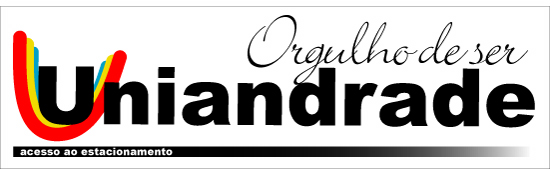 Orgulho de ser
Uniandrade
acesso ao estacionamento